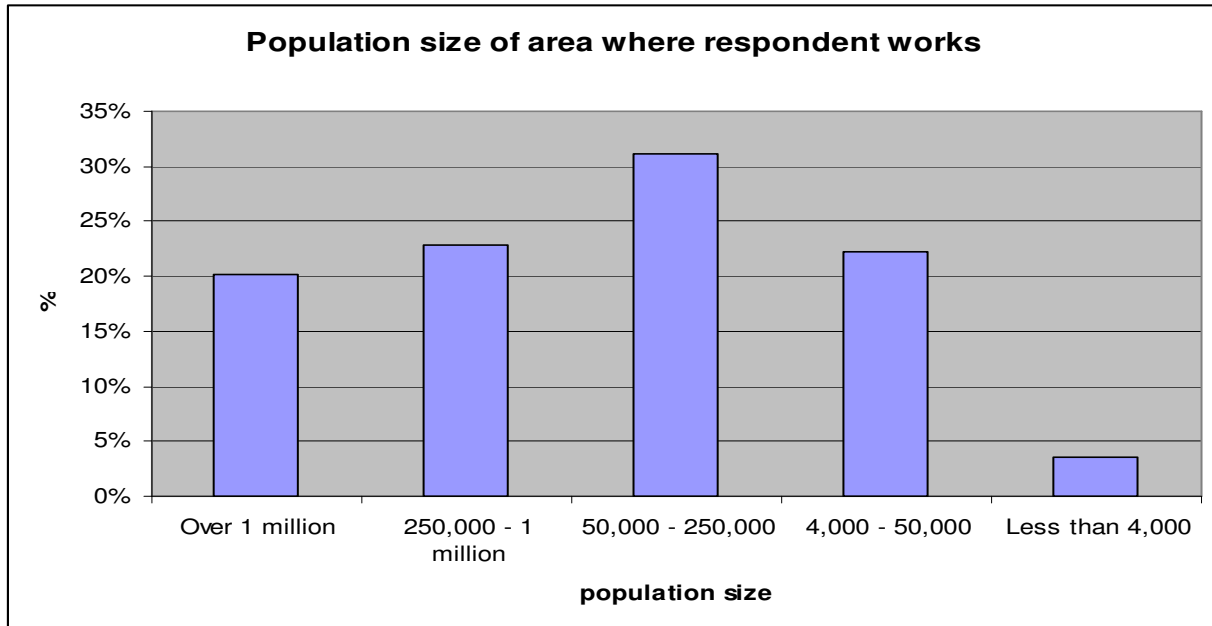 Population size of area where respondent works
35%
30%
25%
20%
15%
10%
5%
0%
%
Over 1 million
250,000 - 1
million
50,000 - 250,000
4,000 - 50,000
Less than 4,000
population size